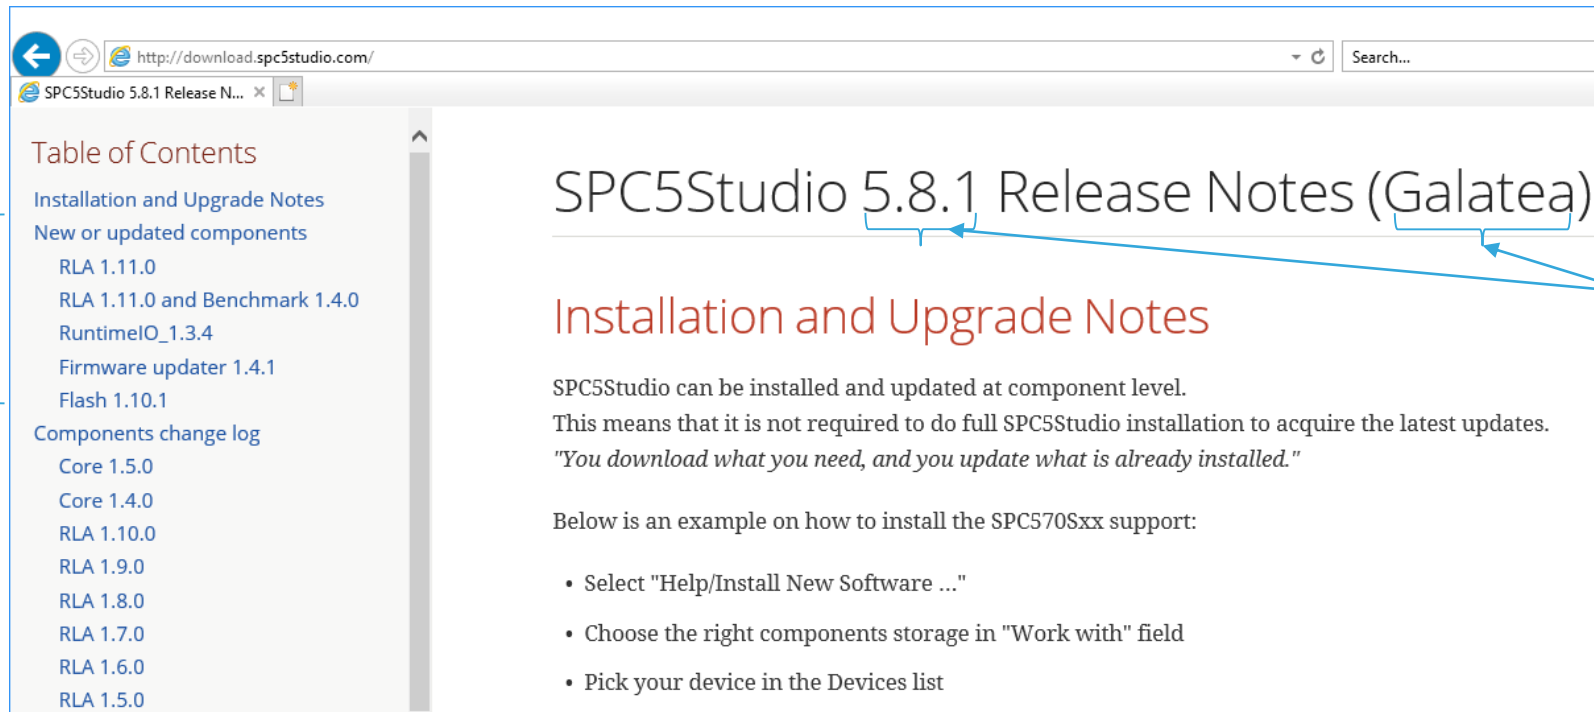 http://download.spc5studio.com/
Search...
SPC5Studio 5.8.1 Release N...
Table of Contents
Installation and Upgrade Notes
New or updated components
RLA 1.11.0
RLA 1.11.0 and Benchmark 1.4.0
RuntimeIO_1.3.4
Firmware updater 1.4.1
Flash 1.10.1
Components change log
Core 1.5.0
Core 1.4.0
RLA 1.10.0
RLA 1.9.0
RLA 1.8.0
RLA 1.7.0
RLA 1.6.0
RLA 1.5.0
SPC5Studio 5.8.1 Release Notes (Galatea)
Installation and Upgrade Notes
SPC5Studio can be installed and updated at component level.
This means that it is not required to do full SPC5Studio installation to acquire the latest updates.
"You download what you need, and you update what is already installed."
Below is an example on how to install the SPC570Sxx support:
• Select "Help/Install New Software ..."
• Choose the right components storage in "Work with" field
• Pick your device in the Devices list